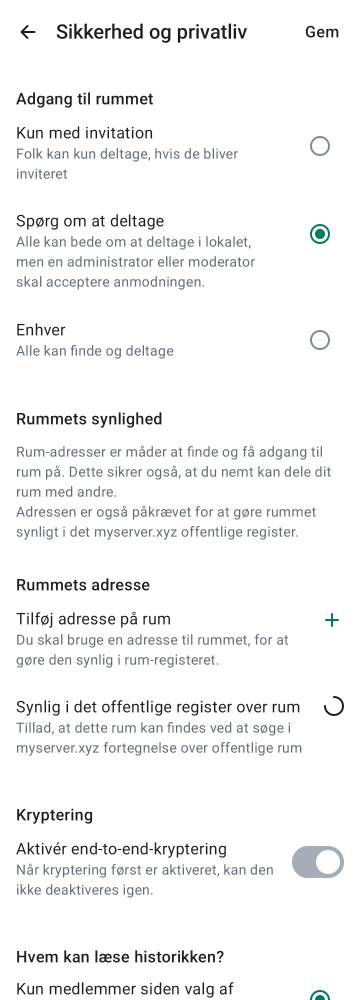 Sikkerhed og privatliv
Gem
Adgang til rummet
Kun med invitation
Folk kan kun deltage, hvis de bliver
inviteret
Spørg om at deltage
Alle kan bede om at deltage i lokalet,
men en administrator eller moderator
skal acceptere anmodningen.
Enhver
Alle kan finde og deltage
Rummets synlighed
Rum-adresser er måder at finde og få adgang til
rum på. Dette sikrer også, at du nemt kan dele dit
rum med andre.
Adressen er også påkrævet for at gøre rummet
synligt i det myserver.xyz offentlige register.
Rummets adresse
Tilføj adresse på rum
Du skal bruge en adresse til rummet, for at
gøre den synlig i rum-registeret.
Synlig i det offentlige register over rum
Tillad, at dette rum kan findes ved at søge i
myserver.xyz fortegnelse over offentlige rum
Kryptering
Aktivér end-to-end-kryptering
Når kryptering først er aktiveret, kan den
ikke deaktiveres igen.
Hvem kan læse historikken?
Kun medlemmer siden valg af